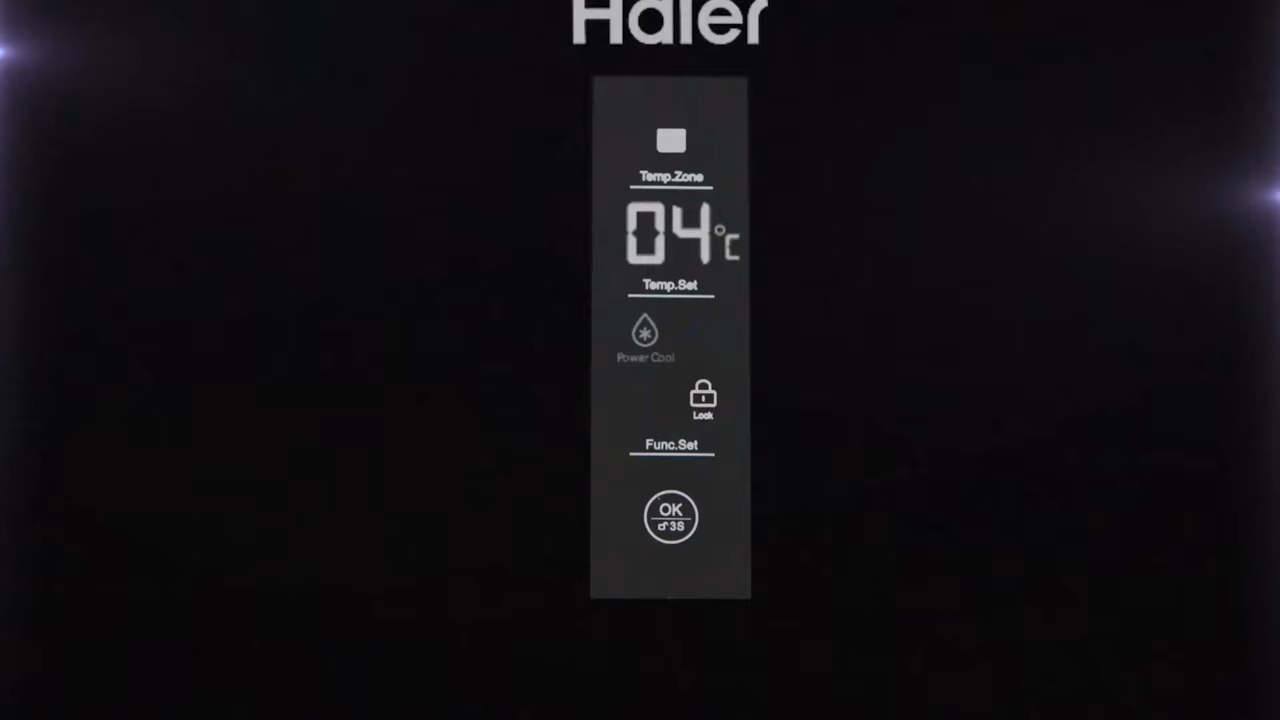 Haier
Temp.Zone
04°C
Temp.Set
Power Cool
Lock
Func.Set
OK
3S